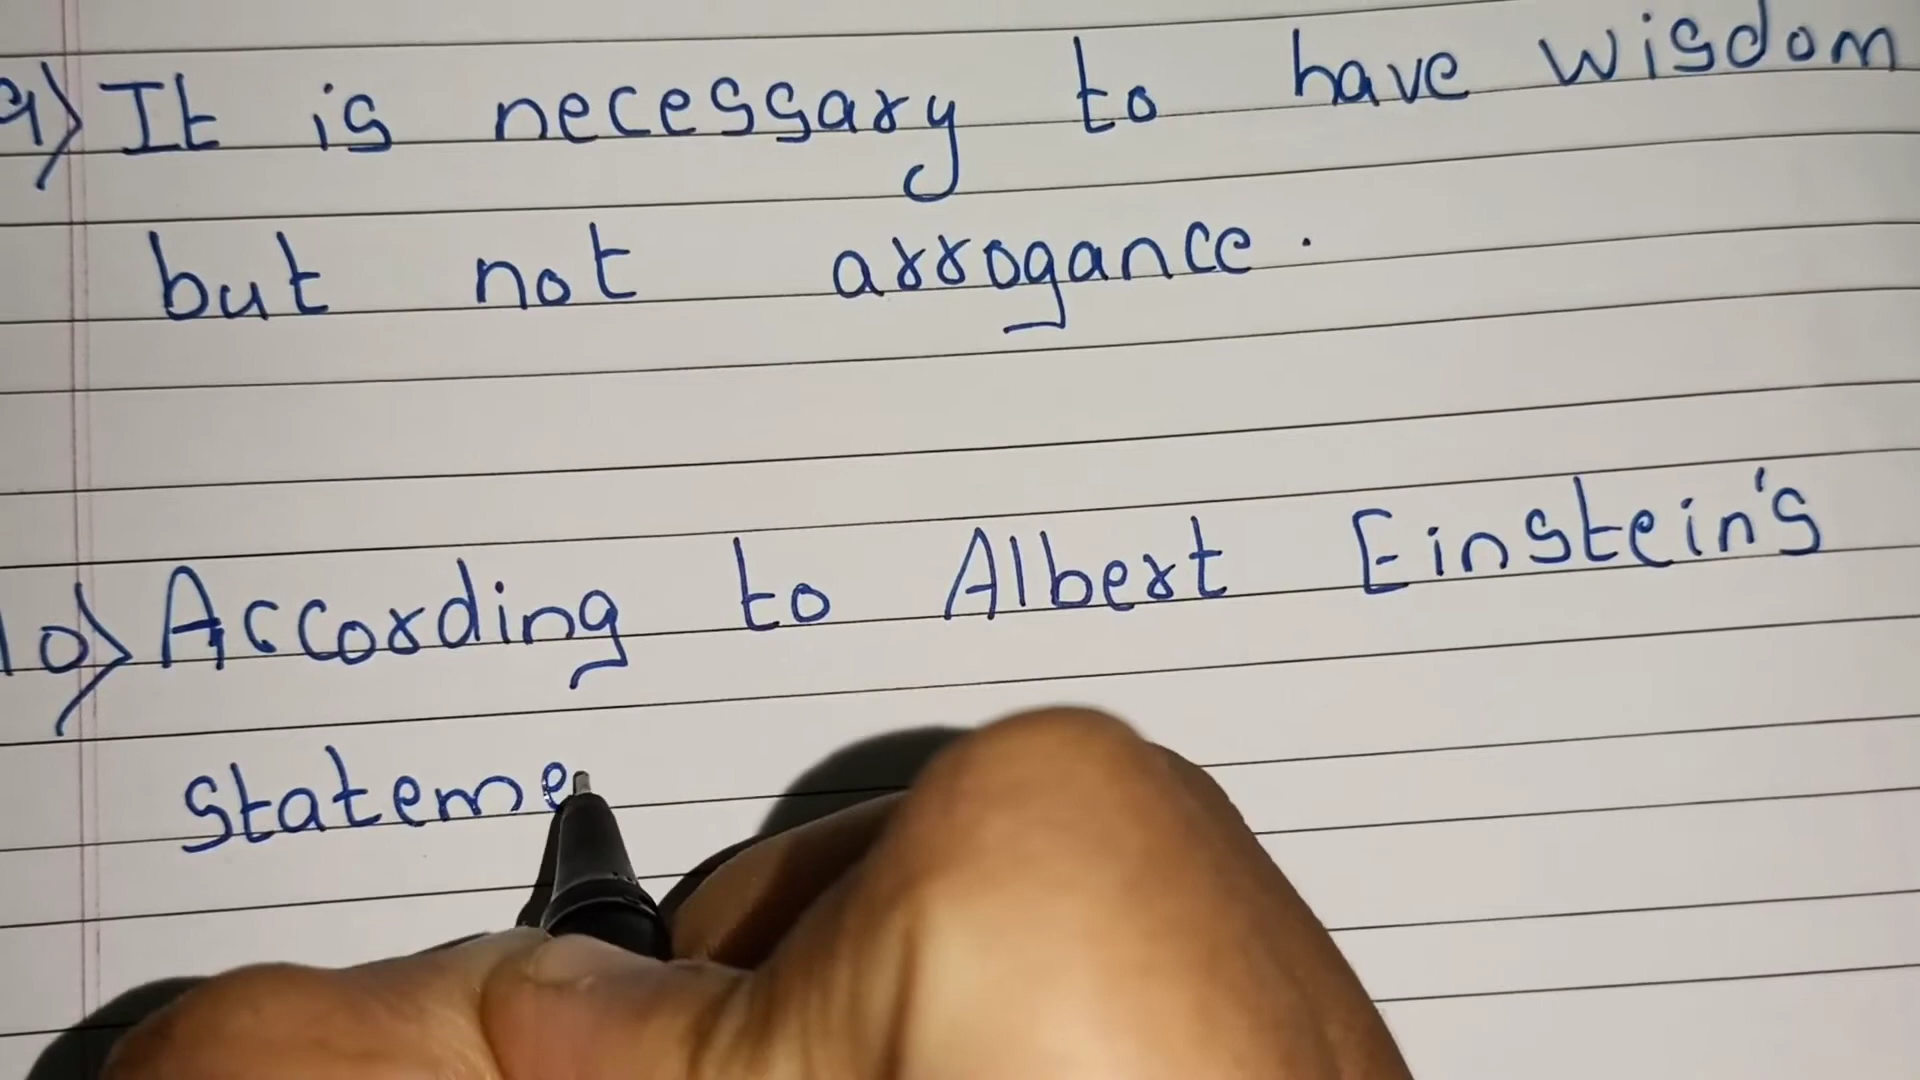 9) It is necessary to have wisdom
but not arrogance.
10) According to Albert Einstein's
stateme